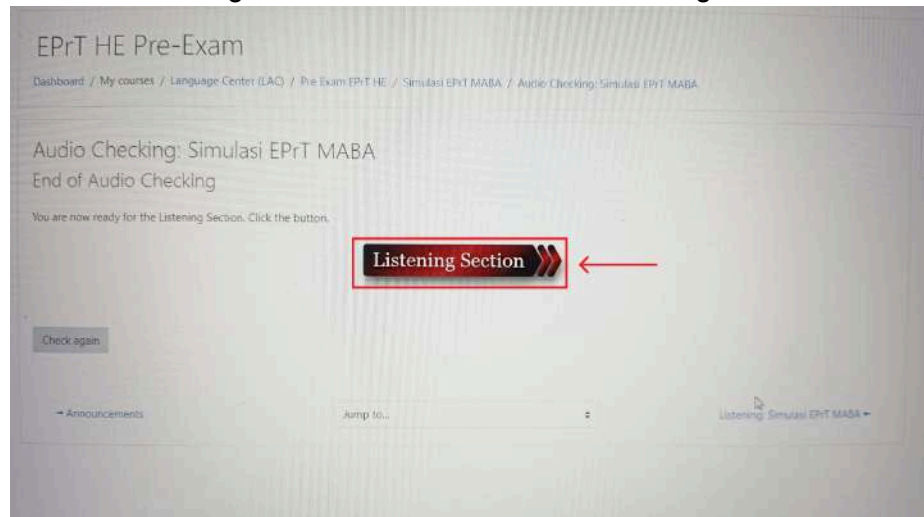 EPrT HE Pre-Exam
Dashboard / My courses / Language Center (LAC) / Pre Exam EPrT HE / Simulasi EPrT MABA / Audio Checking: Simulasi EPrT MABA
Audio Checking: Simulasi EPrT MABA
End of Audio Checking
You are now ready for the Listening Section. Click the button.
Listening Section
Check again
Announcements
Jump to...
Listening: Simulasi EPrT MABA